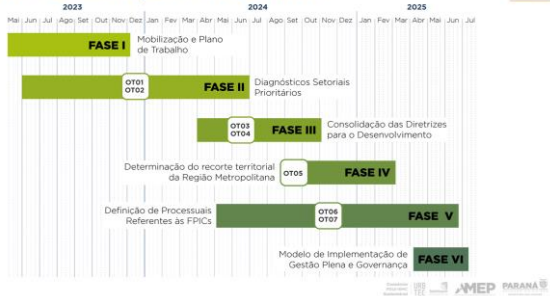 2023 2024 2025
Mai Jun Jul Ago Set Out Nov Dez Jan Fev Mar Abr Mai Jun Jul Ago Set Out Nov Dez Jan Fev Mar Abr Mai Jun Jul
FASE I
Mobilização e Plano
de Trabalho
OT01
OT02
FASE II
Diagnósticos Setoriais
Prioritários
OT03
OT04
FASE III
Consolidação das Diretrizes
para o Desenvolvimento
Determinação do recorte territorial
da Região Metropolitana
OT05
FASE IV
Definição de Processuais
Referentes às FPICs
OT06
OT07
FASE V
Modelo de Implementação de
Gestão Plena e Governança
FASE VI
AMEP PARANÁ